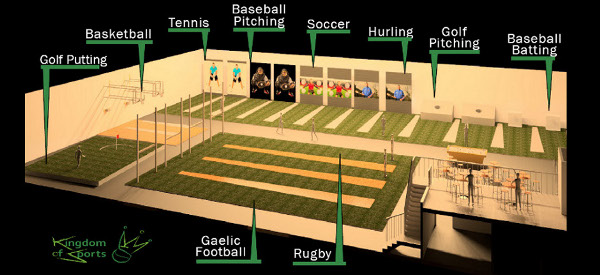 Baseball
Pitching
Tennis
Soccer
Basketball
Hurling
Golf
Pitching
Baseball
Batting
Golf Putting
Kingdom
of Sports
Gaelic
Football
Rugby